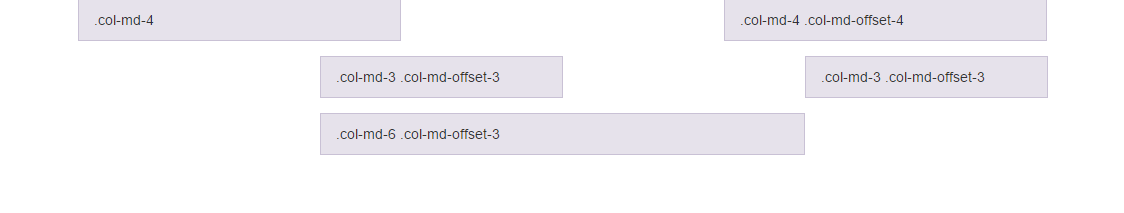 .col-md-4
.col-md-4 .col-md-offset-4
.col-md-3 .col-md-offset-3
.col-md-3 .col-md-offset-3
.col-md-6 .col-md-offset-3